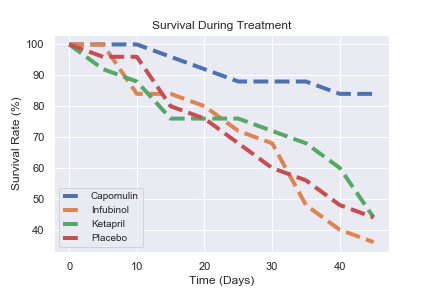 Survival During Treatment
Survival Rate (%)
100
90
80
70
60
50
40
Capomulin
Infubinol
Ketapril
Placebo
0 10 20 30 40
Time (Days)